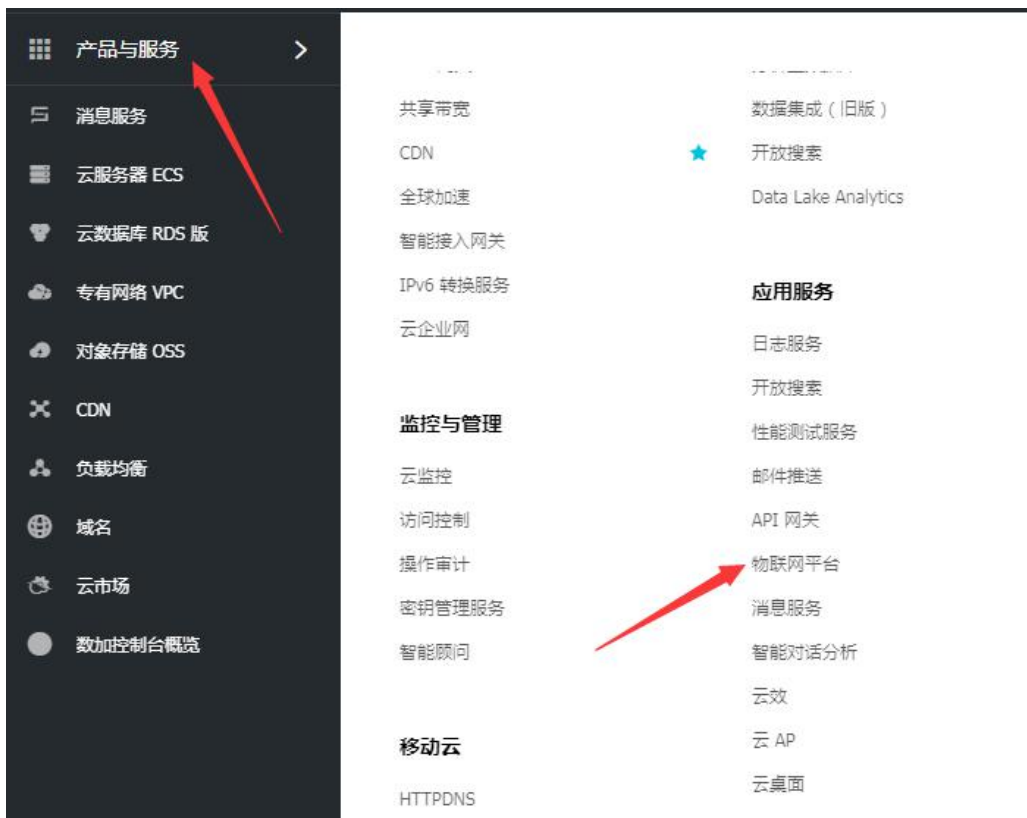 产品与服务
消息服务
云服务器 ECS
云数据库 RDS 版
专有网络 VPC
对象存储 OSS
CDN
负载均衡
域名
云市场
数加控制台概览
共享带宽
CDN
全球加速
智能接入网关
IPv6 转换服务
云企业网
监控与管理
云监控
访问控制
操作审计
密钥管理服务
智能顾问
移动云
HTTPDNS
数据集成（旧版）
开放搜索
Data Lake Analytics
应用服务
日志服务
开放搜索
性能测试服务
邮件推送
API 网关
物联网平台
消息服务
智能对话分析
云效
云 AP
云桌面